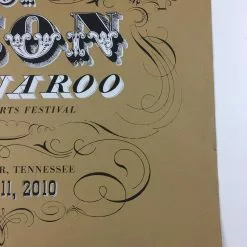 SON
NAROO
ARTS FESTIVAL
R, TENNESSEE
11, 2010